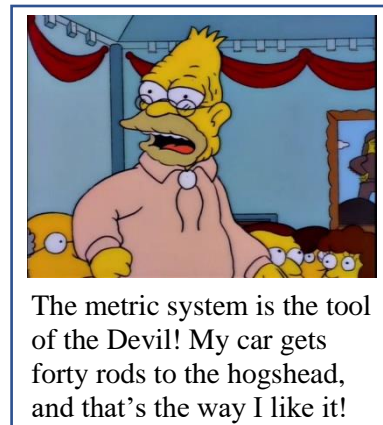 The metric system is the tool
of the Devil! My car gets
forty rods to the hogshead,
and that’s the way I like it!